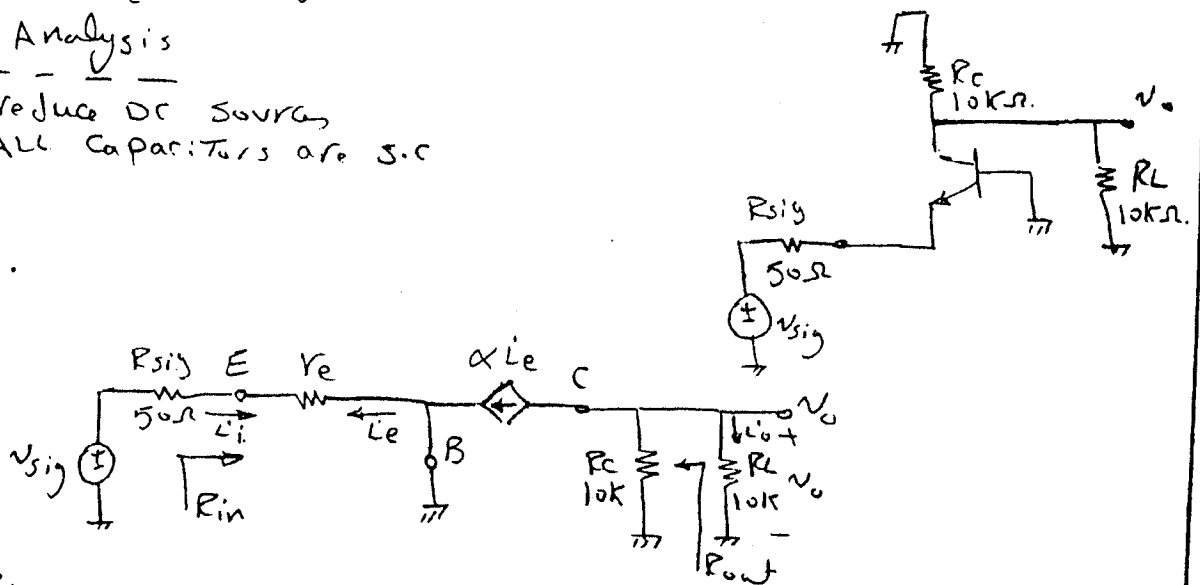 Analysis
reduce DC sources
ALL Capacitors are s.c
RC
10KΩ.
vo
RL
10KΩ.
Rsig
50Ω
vsig
Rsig E re αie C vo
50Ω ii ie B io +
vsig Rin RC RL vo
10K 10K -
Rout